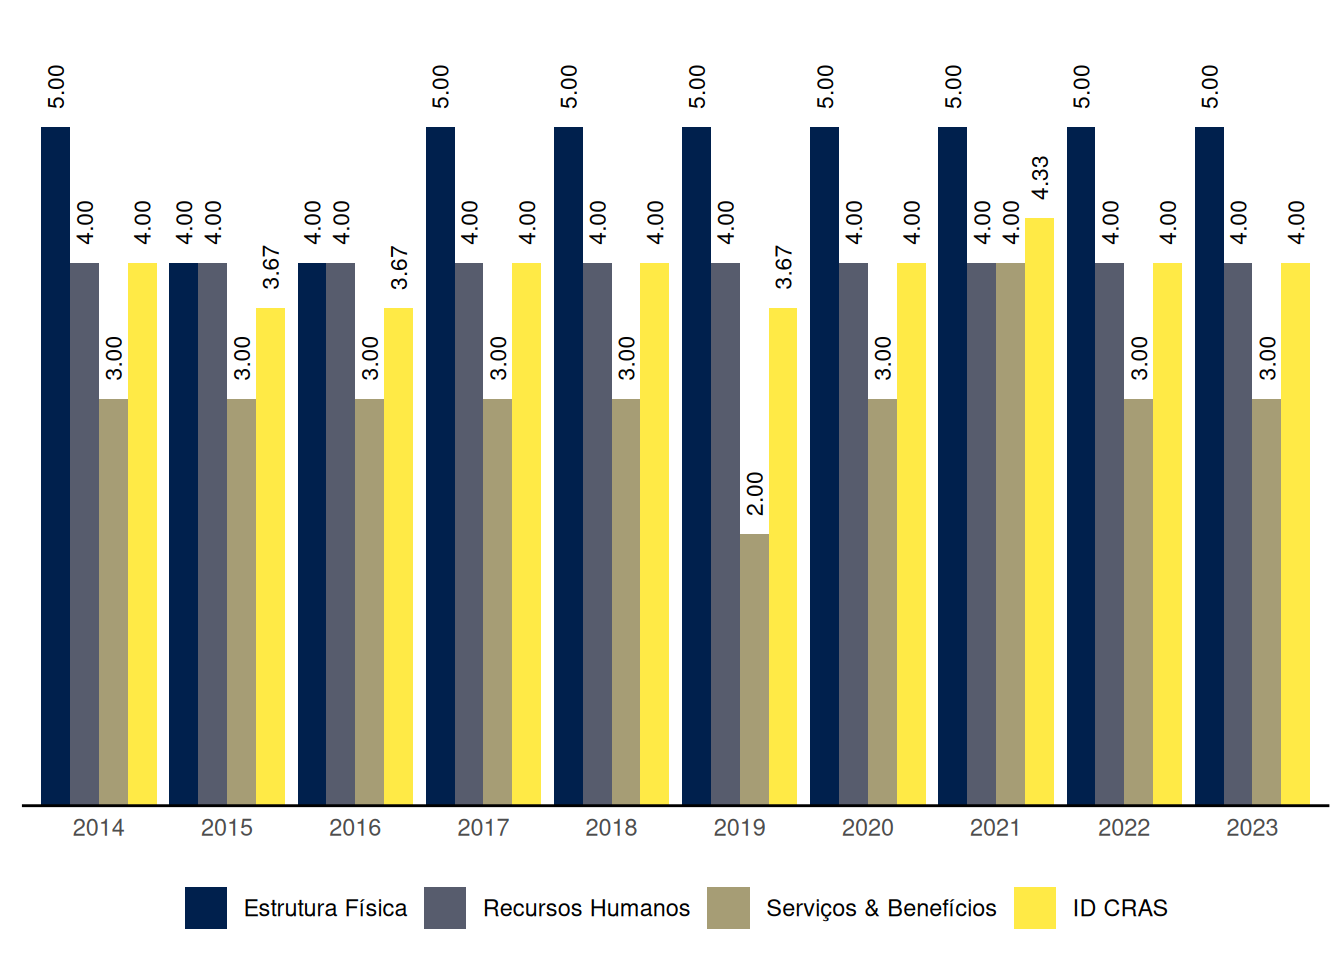 5.00 4.00 3.00 4.00 4.00 4.00 3.00 3.67 4.00 4.00 3.00 3.67 5.00 4.00 3.00 4.00 5.00 4.00 3.00 4.00 5.00 4.00 2.00 3.67 5.00 4.00 3.00 4.00 5.00 4.00 4.00 4.33 5.00 4.00 3.00 4.00 5.00 4.00 3.00 4.00
2014 2015 2016 2017 2018 2019 2020 2021 2022 2023
Estrutura Física Recursos Humanos Serviços & Benefícios ID CRAS